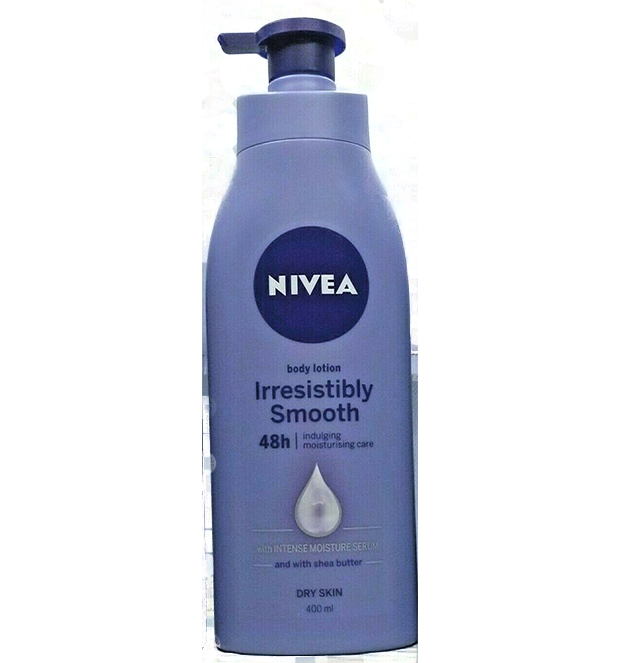 NIVEA
body lotion
Irresistibly
Smooth
48h
indulging
moisturising care
with INTENSE MOISTURE SERUM
and with shea butter
DRY SKIN
400 ml